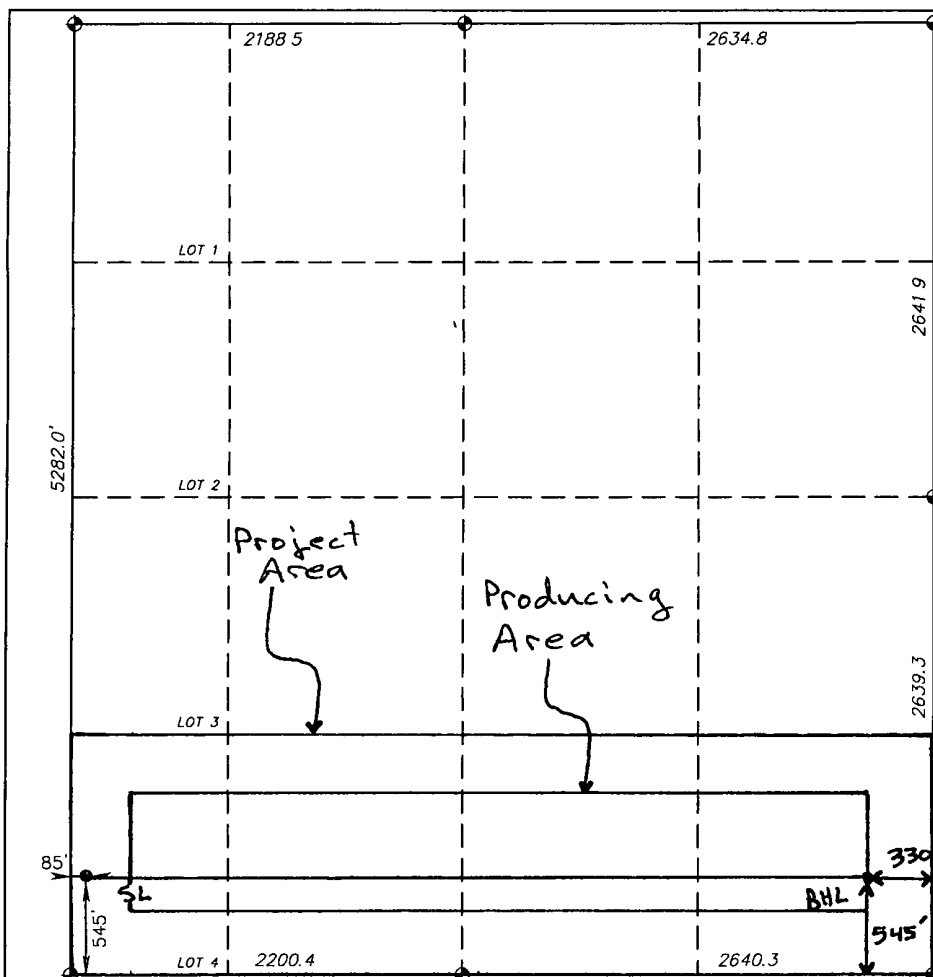 2188 5
2634.8
LOT 1
2641 9
5282.0'
LOT 2
Project
Area
Producing
Area
2639.3
LOT 3
85'
330
SL
BHL
545'
545'
LOT 4
2200.4
2640.3